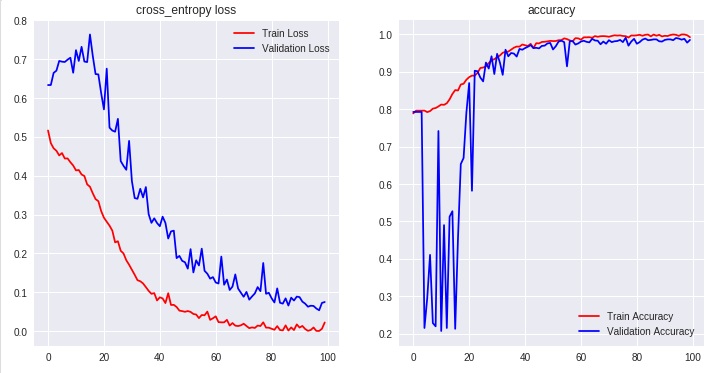 cross_entropy loss
0.8
0.7
0.6
0.5
0.4
0.3
0.2
0.1
0.0
0 20 40 60 80 100
Train Loss
Validation Loss
accuracy
1.0
0.9
0.8
0.7
0.6
0.5
0.4
0.3
0.2
0 20 40 60 80 100
Train Accuracy
Validation Accuracy